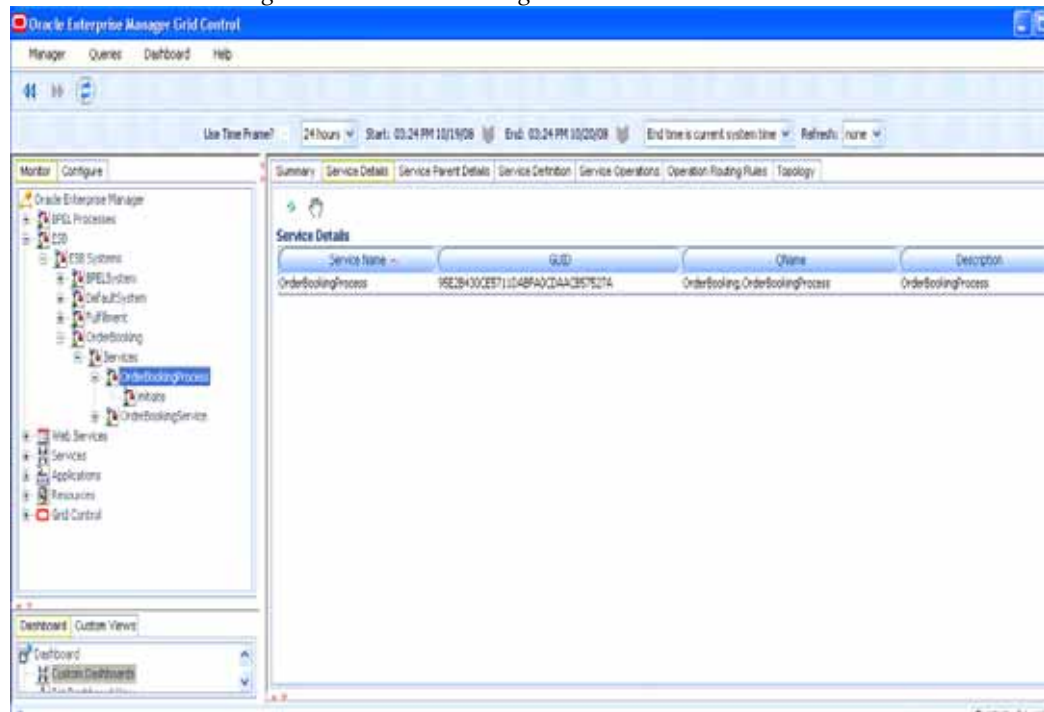 Oracle Enterprise Manager Grid Control
Manager Queries Dashboard Help
Use Time Frame? 24 hours Start: 03:24 PM 10/19/08 End: 03:24 PM 10/20/08 End time is current system time Refresh: none
Monitor Configure
Summary Service Details Service Parent Details Service Definition Service Operations Operation Routing Rules Topology
Oracle Enterprise Manager
BPEL Processes
ESB
ESB Systems
BPELSystem
DefaultSystem
Fulfillment
OrderBooking
Services
OrderBookingProcess
initiate
OrderBookingService
Web Services
Services
Applications
Resources
Grid Control
Service Details
Service Name GUID QName Description
OrderBookingProcess OrderBooking.OrderBookingProcess OrderBookingProcess
Dashboard Custom Views
Dashboard
Custom Dashboards